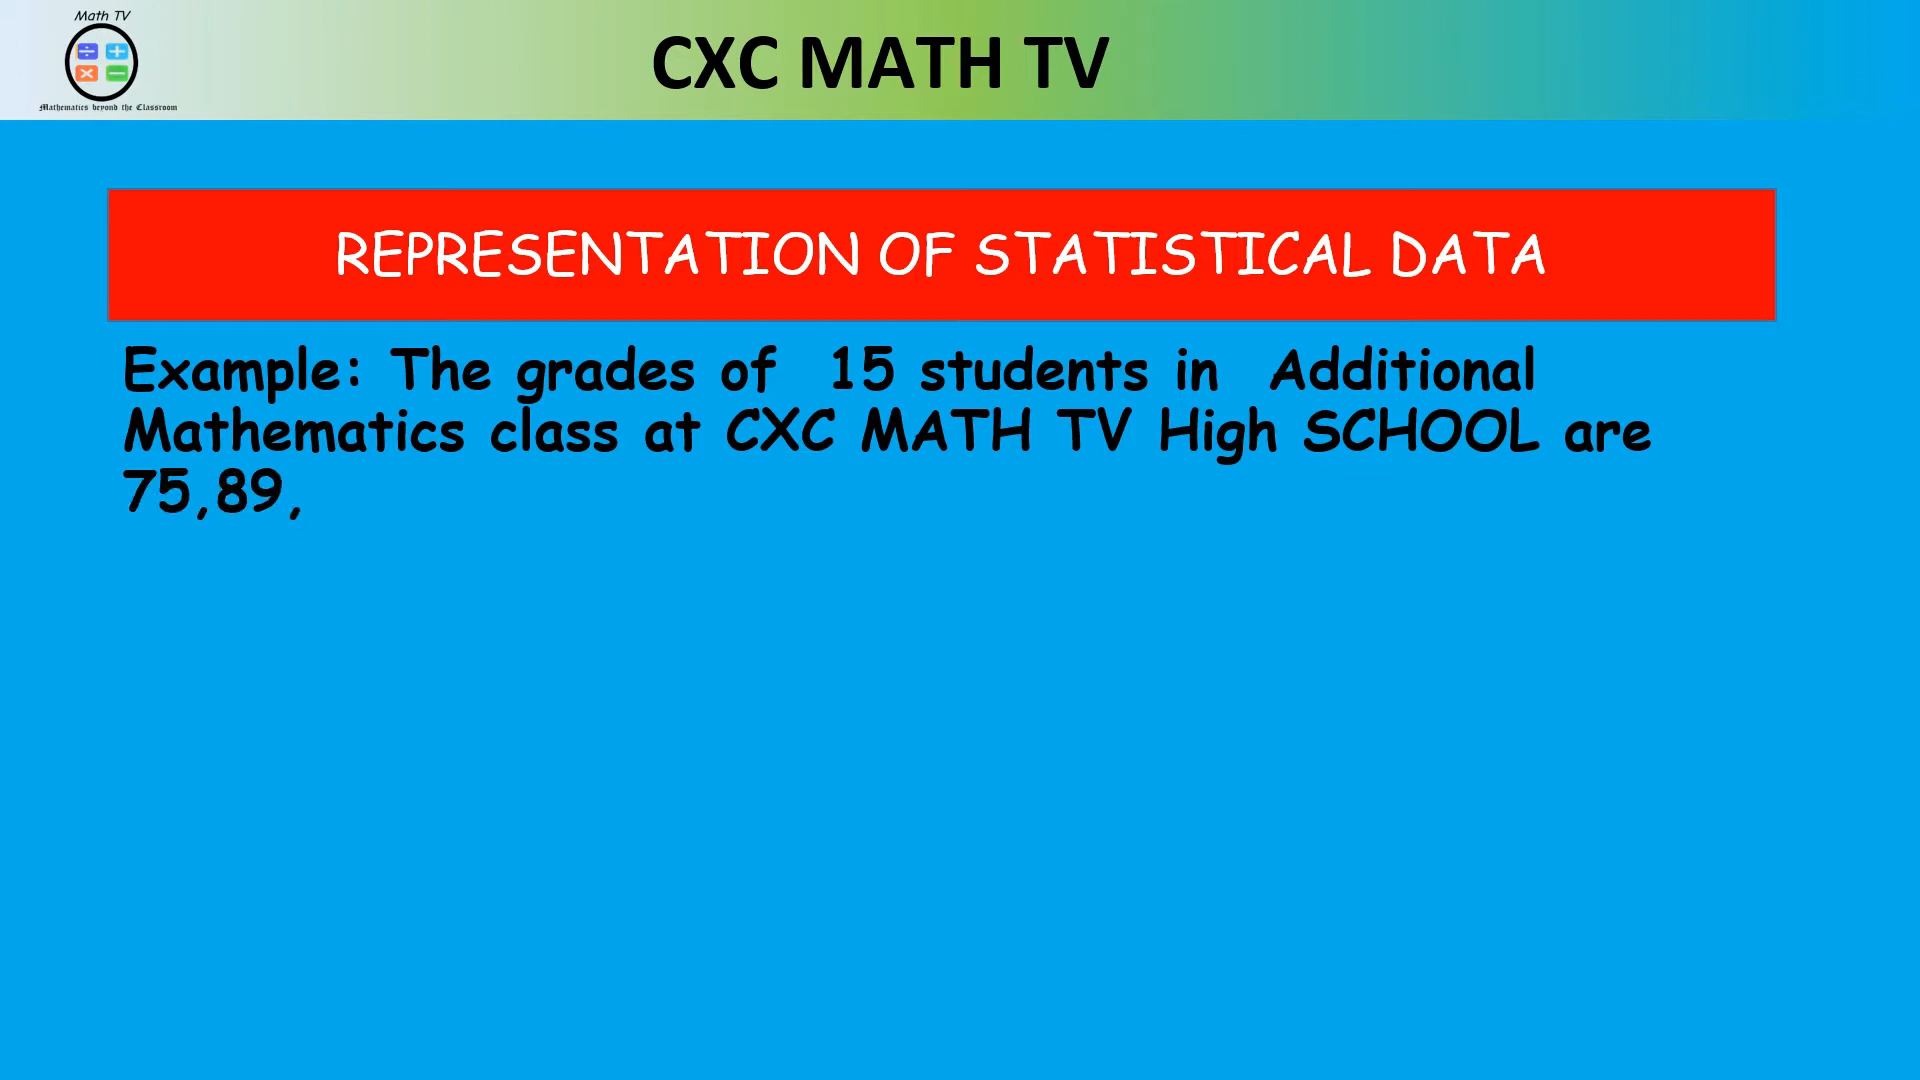 Math TV
Mathematics beyond the Classroom
CXC MATH TV
REPRESENTATION OF STATISTICAL DATA
Example: The grades of 15 students in Additional
Mathematics class at CXC MATH TV High SCHOOL are
75,89,